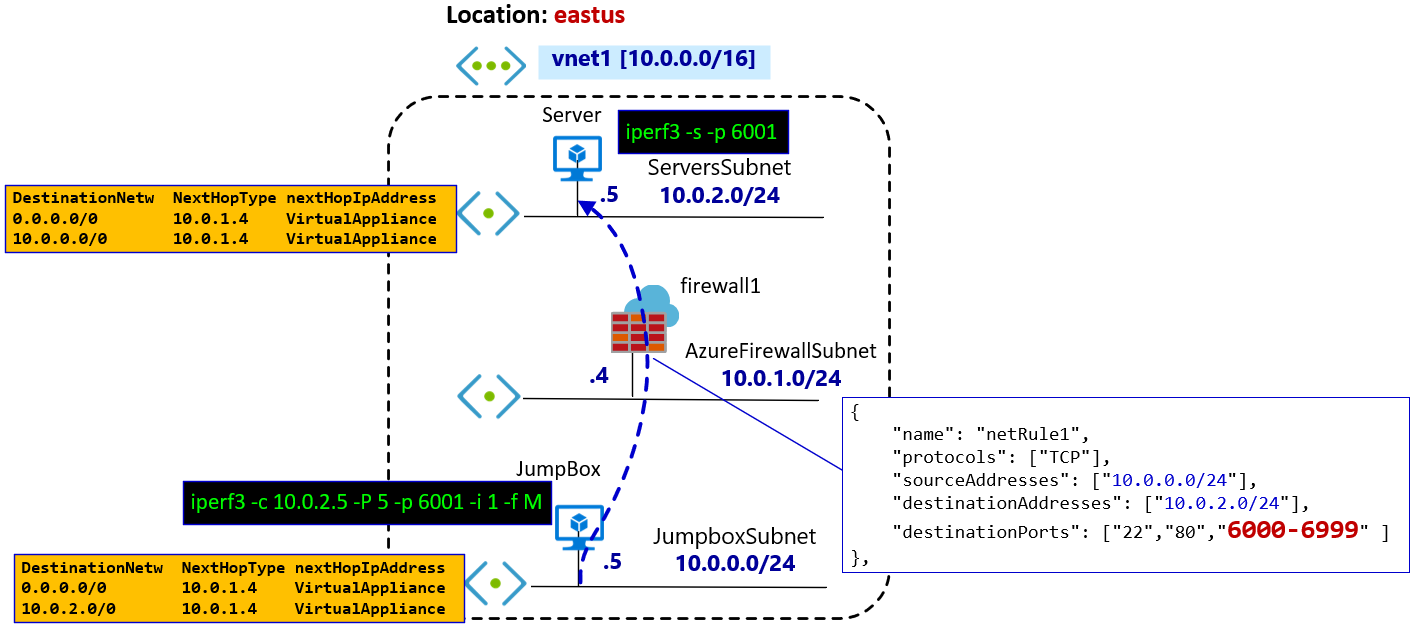 Location: eastus
vnet1 [10.0.0.0/16]
Server
iperf3 -s -p 6001
ServersSubnet
.5
10.0.2.0/24
DestinationNetw NextHopType nextHopIpAddress
0.0.0.0/0 10.0.1.4 VirtualAppliance
10.0.0.0/0 10.0.1.4 VirtualAppliance
firewall1
AzureFirewallSubnet
.4
10.0.1.0/24
{
"name": "netRule1",
"protocols": ["TCP"],
"sourceAddresses": ["10.0.0.0/24"],
"destinationAddresses": ["10.0.2.0/24"],
"destinationPorts": ["22","80","6000-6999" ]
},
JumpBox
iperf3 -c 10.0.2.5 -P 5 -p 6001 -i 1 -f M
JumpboxSubnet
.5
10.0.0.0/24
DestinationNetw NextHopType nextHopIpAddress
0.0.0.0/0 10.0.1.4 VirtualAppliance
10.0.2.0/0 10.0.1.4 VirtualAppliance